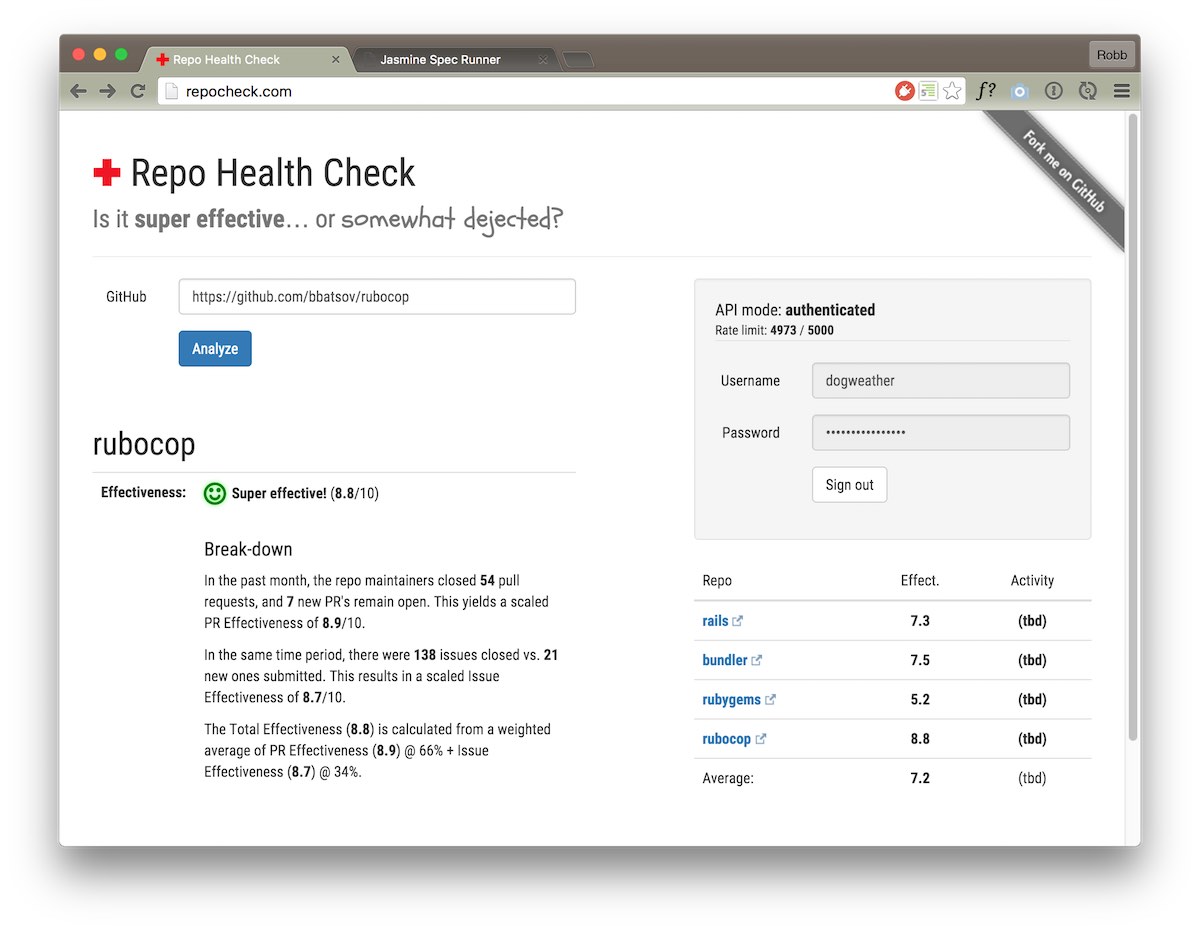 Repo Health Check
Jasmine Spec Runner
Robb
repocheck.com
f?
Fork me on GitHub
Repo Health Check
Is it super effective... or somewhat dejected?
GitHub
https://github.com/bbatsov/rubocop
Analyze
rubocop
Effectiveness:
Super effective! (8.8/10)
Break-down
In the past month, the repo maintainers closed 54 pull
requests, and 7 new PR's remain open. This yields a scaled
PR Effectiveness of 8.9/10.
In the same time period, there were 138 issues closed vs. 21
new ones submitted. This results in a scaled Issue
Effectiveness of 8.7/10.
The Total Effectiveness (8.8) is calculated from a weighted
average of PR Effectiveness (8.9) @ 66% + Issue
Effectiveness (8.7) @ 34%.
API mode: authenticated
Rate limit: 4973 / 5000
Username
dogweather
Password
••••••••••••••••
Sign out
Repo Effect. Activity
rails 7.3 (tbd)
bundler 7.5 (tbd)
rubygems 5.2 (tbd)
rubocop 8.8 (tbd)
Average: 7.2 (tbd)